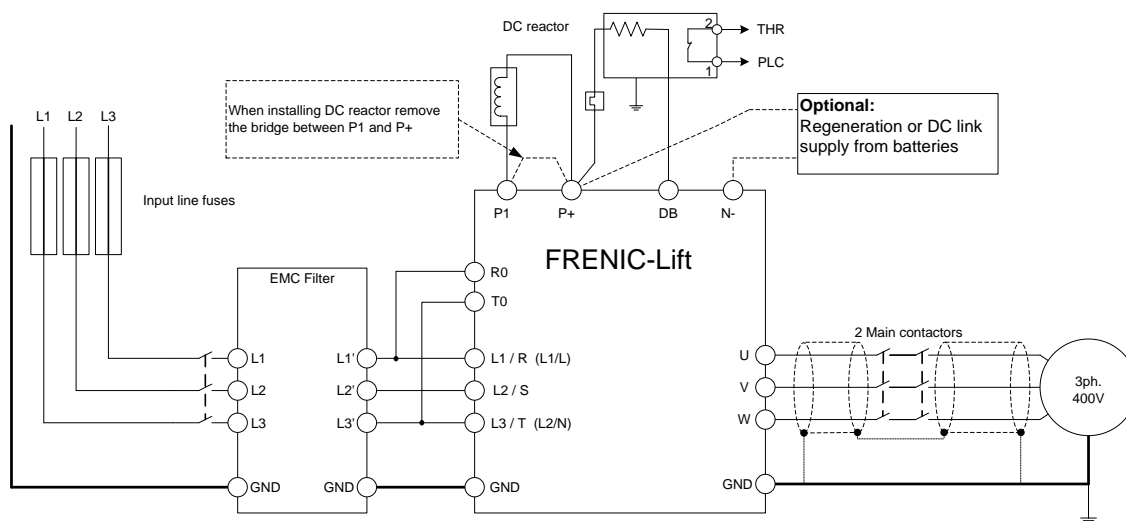 DC reactor
2
THR
PLC
1
When installing DC reactor remove
the bridge between P1 and P+
Optional:
Regeneration or DC link
supply from batteries
L1 L2 L3
Input line fuses
P1 P+ DB N-
FRENIC-Lift
EMC Filter
R0
T0
2 Main contactors
L1 L1' L1 / R (L1/L) U
L2 L2' L2 / S V
L3 L3' L3 / T (L2/N) W
3ph.
400V
GND GND GND GND